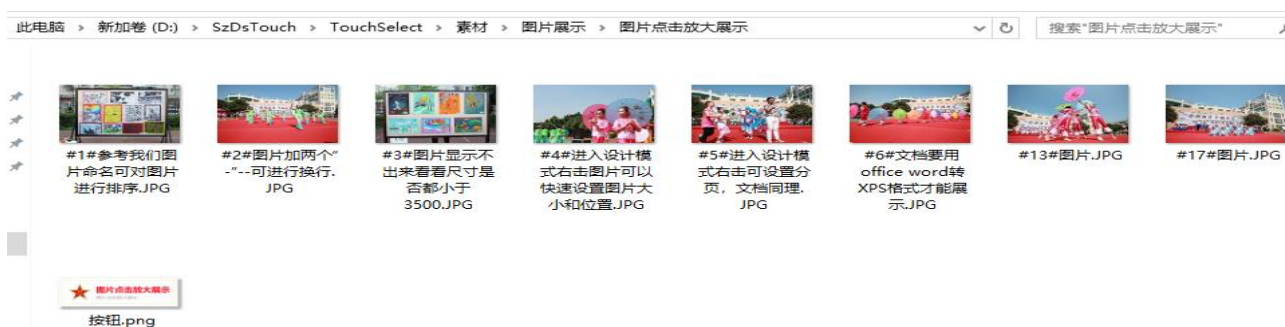 此电脑 > 新加卷 (D:) > SzDsTouch > TouchSelect > 素材 > 图片展示 > 图片点击放大展示
搜索"图片点击放大展示"
#1#参考我们图
片命名可对图片
进行排序.JPG
#2#图片加两个"
-"--可进行换行.
JPG
#3#图片显示不
出来看看尺寸是
否都小于
3500.JPG
#4#进入设计模
式右击图片可以
快速设置图片大
小和位置.JPG
#5#进入设计模
式右击可设置分
页，文档同理.
JPG
#6#文档要用
office word转
XPS格式才能展
示.JPG
#13#图片.JPG
#17#图片.JPG
图片点击放大展示
按钮.png